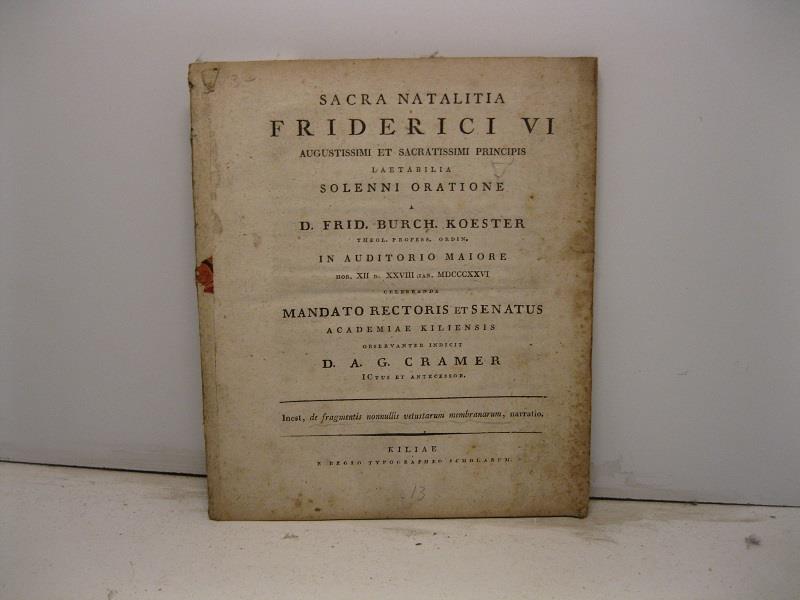 SACRA NATALITIA
FRIDERICI VI
AUGUSTISSIMI ET SACRATISSIMI PRINCIPIS
LAETABILIA
SOLENNI ORATIONE
A
D. FRID. BURCH. KOESTER
THEOL. PROFESS. ORDIN.
IN AUDITORIO MAIORE
HOR. XII D. XXVIII JAN. MDCCCXXVI
CELEBRANDA
MANDATO RECTORIS ET SENATUS
ACADEMIAE KILIENSIS
OBSERVANTER INDICIT
D. A. G. CRAMER
ICTUS ET ANTECESSOR.
Inest, de fragmentis nonnullis vetustarum membranarum, narratio.
KILIAE
E REGIO TYPOGRAPHEO SCHOLARUM.
13